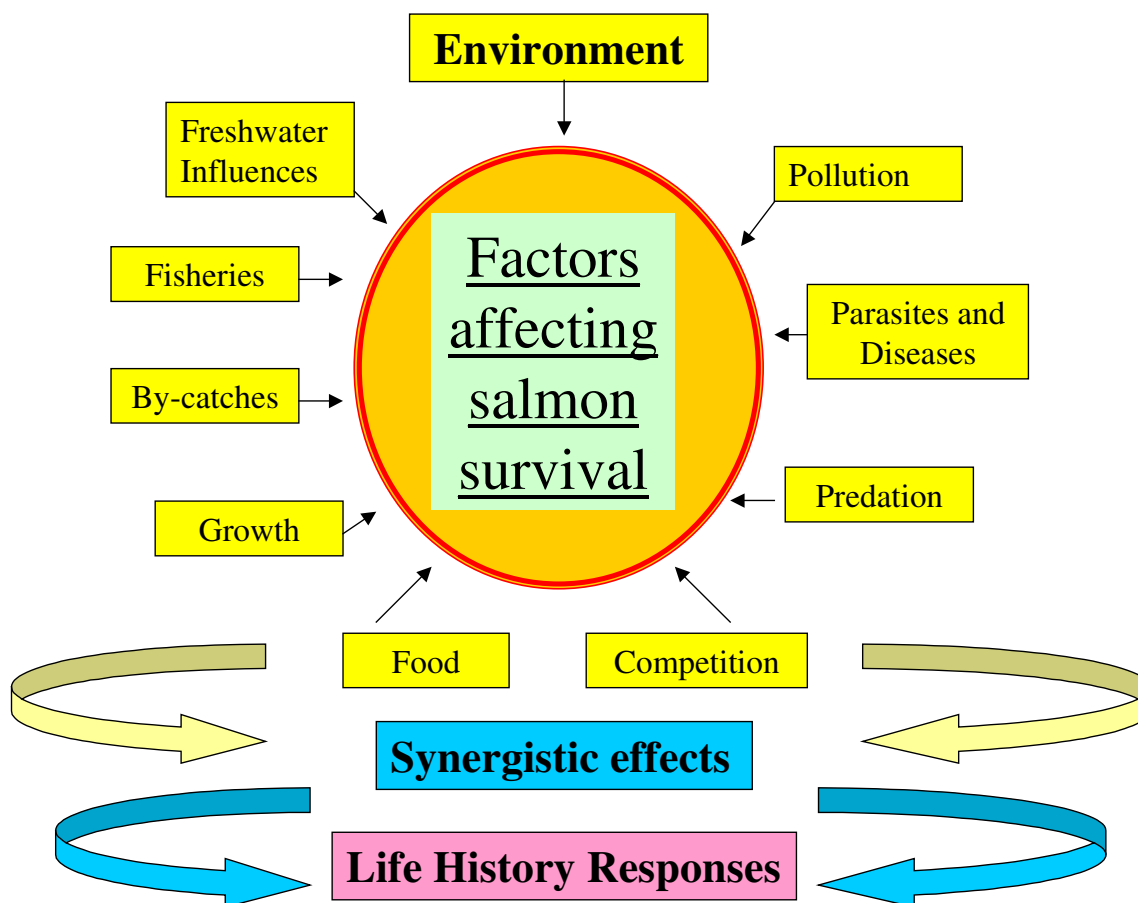 Environment
Freshwater
Influences
Pollution
Factors
affecting
salmon
survival
Fisheries
Parasites and
Diseases
By-catches
Predation
Growth
Food
Competition
Synergistic effects
Life History Responses